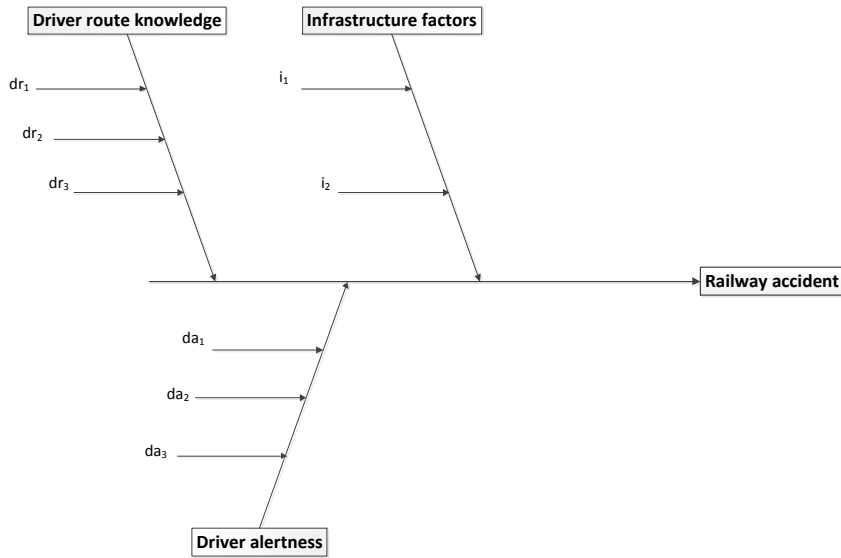 Driver route knowledge
Infrastructure factors
dr₁
i₁
dr₂
dr₃
i₂
Railway accident
da₁
da₂
da₃
Driver alertness